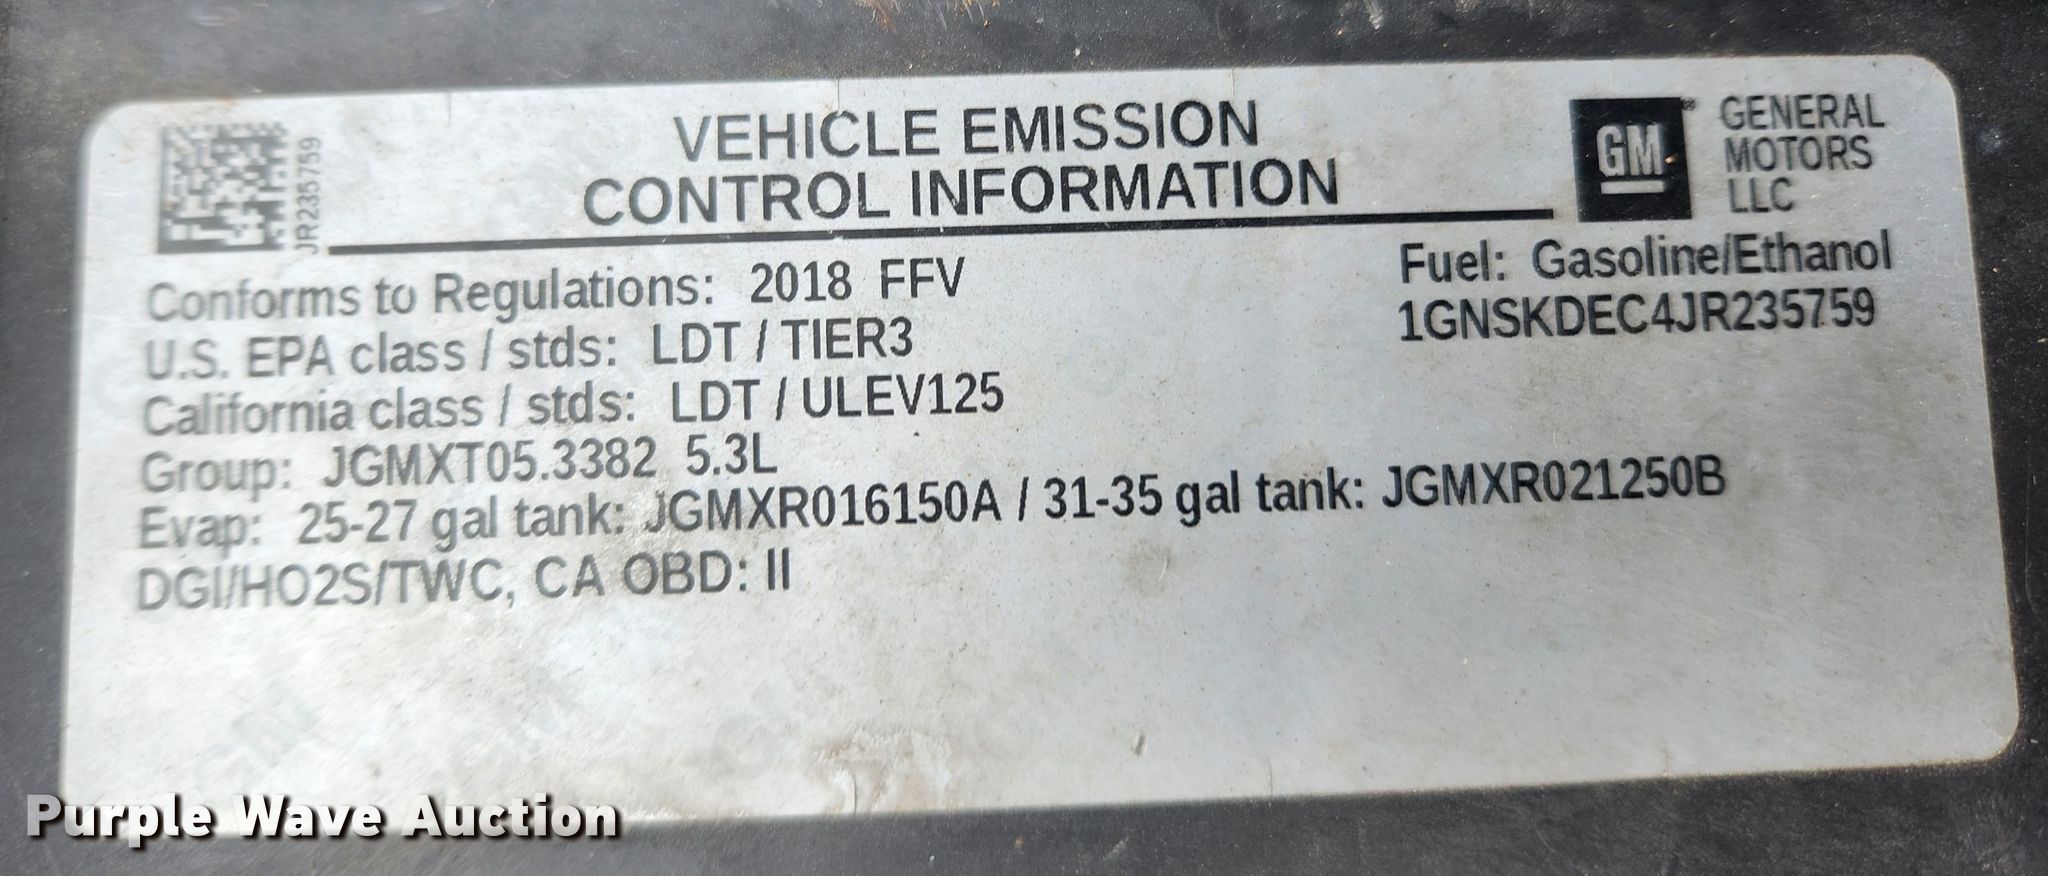 JR235759
VEHICLE EMISSION
CONTROL INFORMATION
GM®
GENERAL
MOTORS
LLC
Conforms to Regulations: 2018 FFV
U.S. EPA class / stds: LDT / TIER3
California class / stds: LDT / ULEV125
Group: JGMXT05.3382 5.3L
Evap: 25-27 gal tank: JGMXR016150A / 31-35 gal tank: JGMXR021250B
DGI/HO2S/TWC, CA OBD: II
Fuel: Gasoline/Ethanol
1GNSKDEC4JR235759
Purple Wave Auction